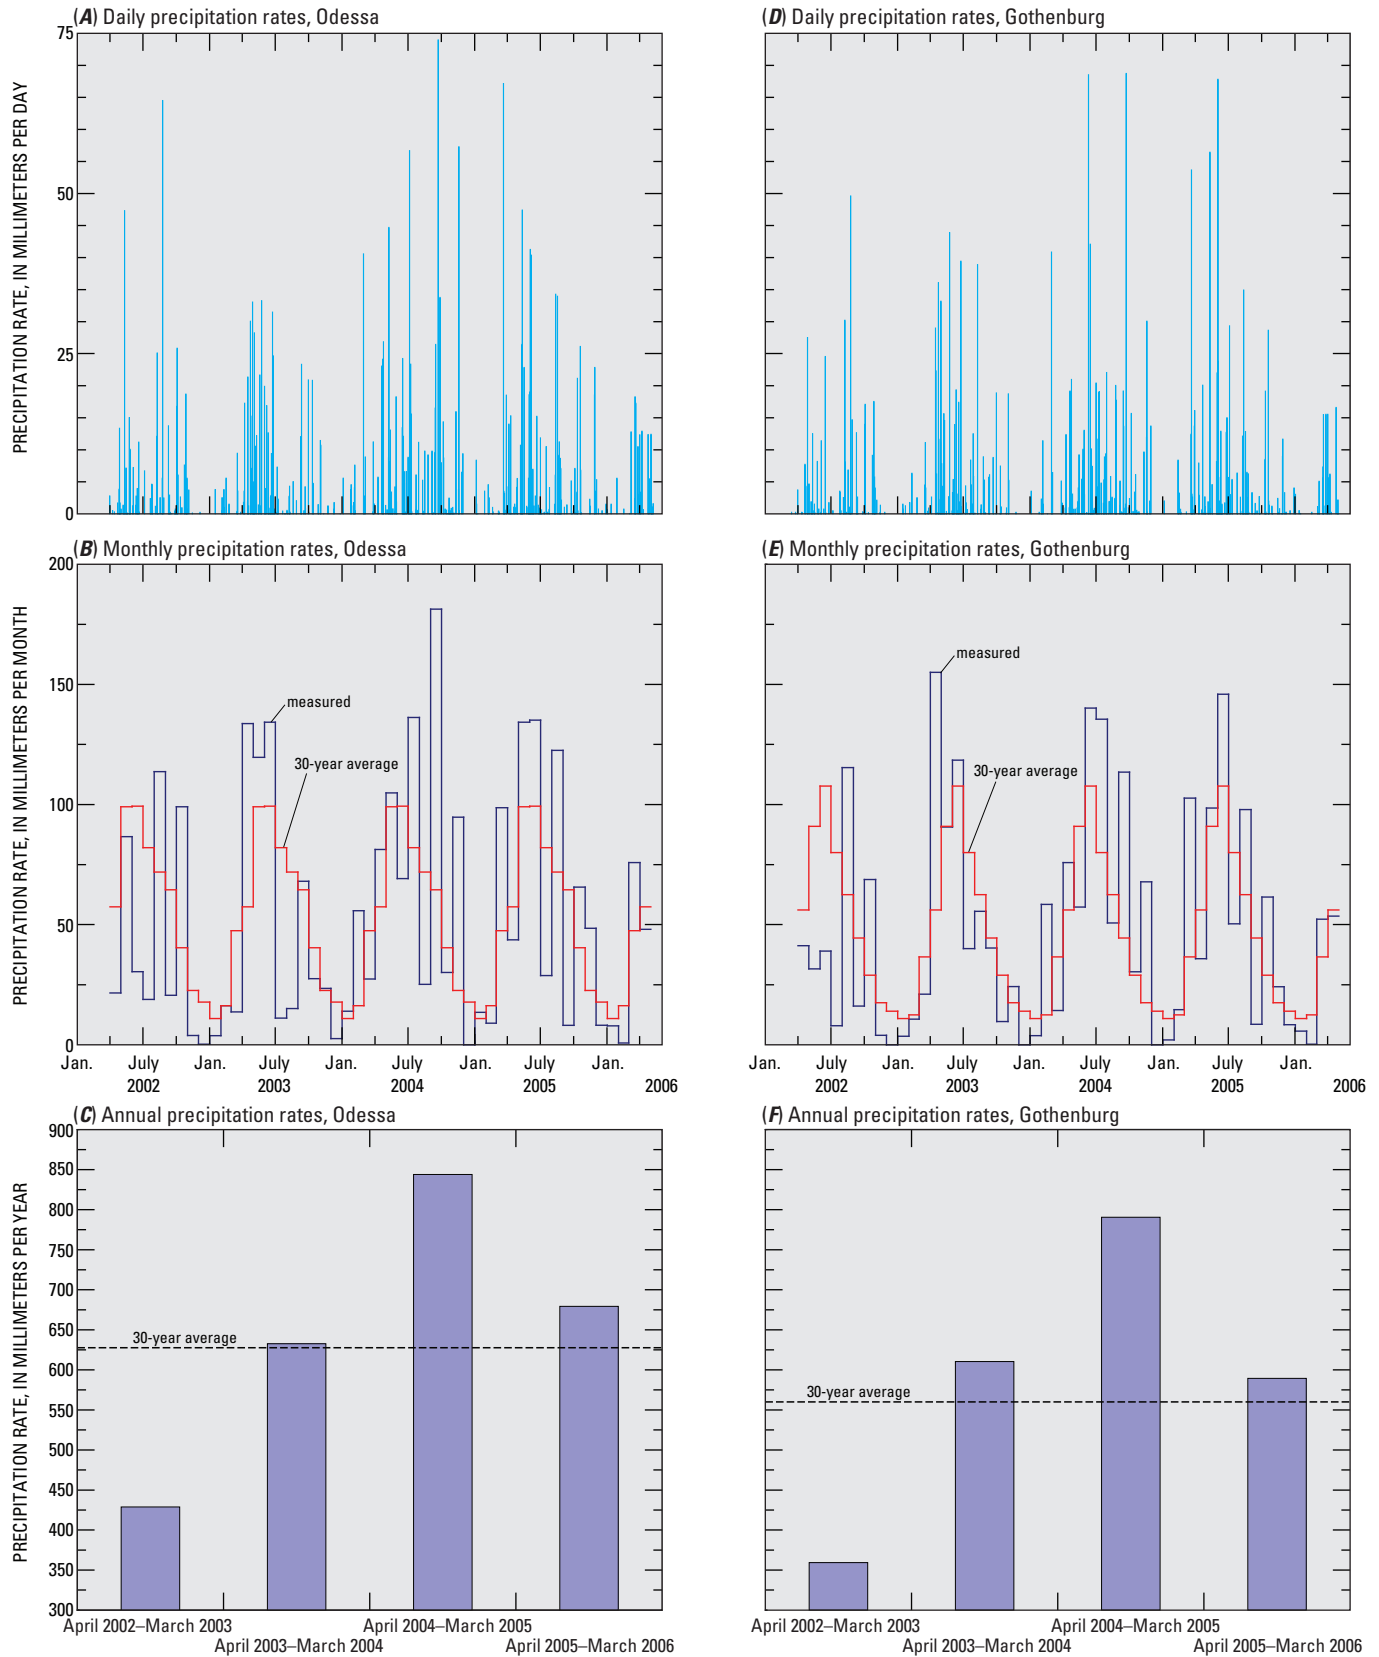 (A) Daily precipitation rates, Odessa
PRECIPITATION RATE, IN MILLIMETERS PER DAY
75
50
25
0
(D) Daily precipitation rates, Gothenburg
(B) Monthly precipitation rates, Odessa
PRECIPITATION RATE, IN MILLIMETERS PER MONTH
200
150
100
50
0
measured
30-year average
Jan. July Jan. July Jan. July Jan. July Jan.
2002 2003 2004 2005 2006
(E) Monthly precipitation rates, Gothenburg
measured
30-year average
Jan. July Jan. July Jan. July Jan. July Jan.
2002 2003 2004 2005 2006
(C) Annual precipitation rates, Odessa
PRECIPITATION RATE, IN MILLIMETERS PER YEAR
900
850
800
750
700
650
600
550
500
450
400
350
300
30-year average
April 2002–March 2003
April 2003–March 2004
April 2004–March 2005
April 2005–March 2006
(F) Annual precipitation rates, Gothenburg
30-year average
April 2002–March 2003
April 2003–March 2004
April 2004–March 2005
April 2005–March 2006